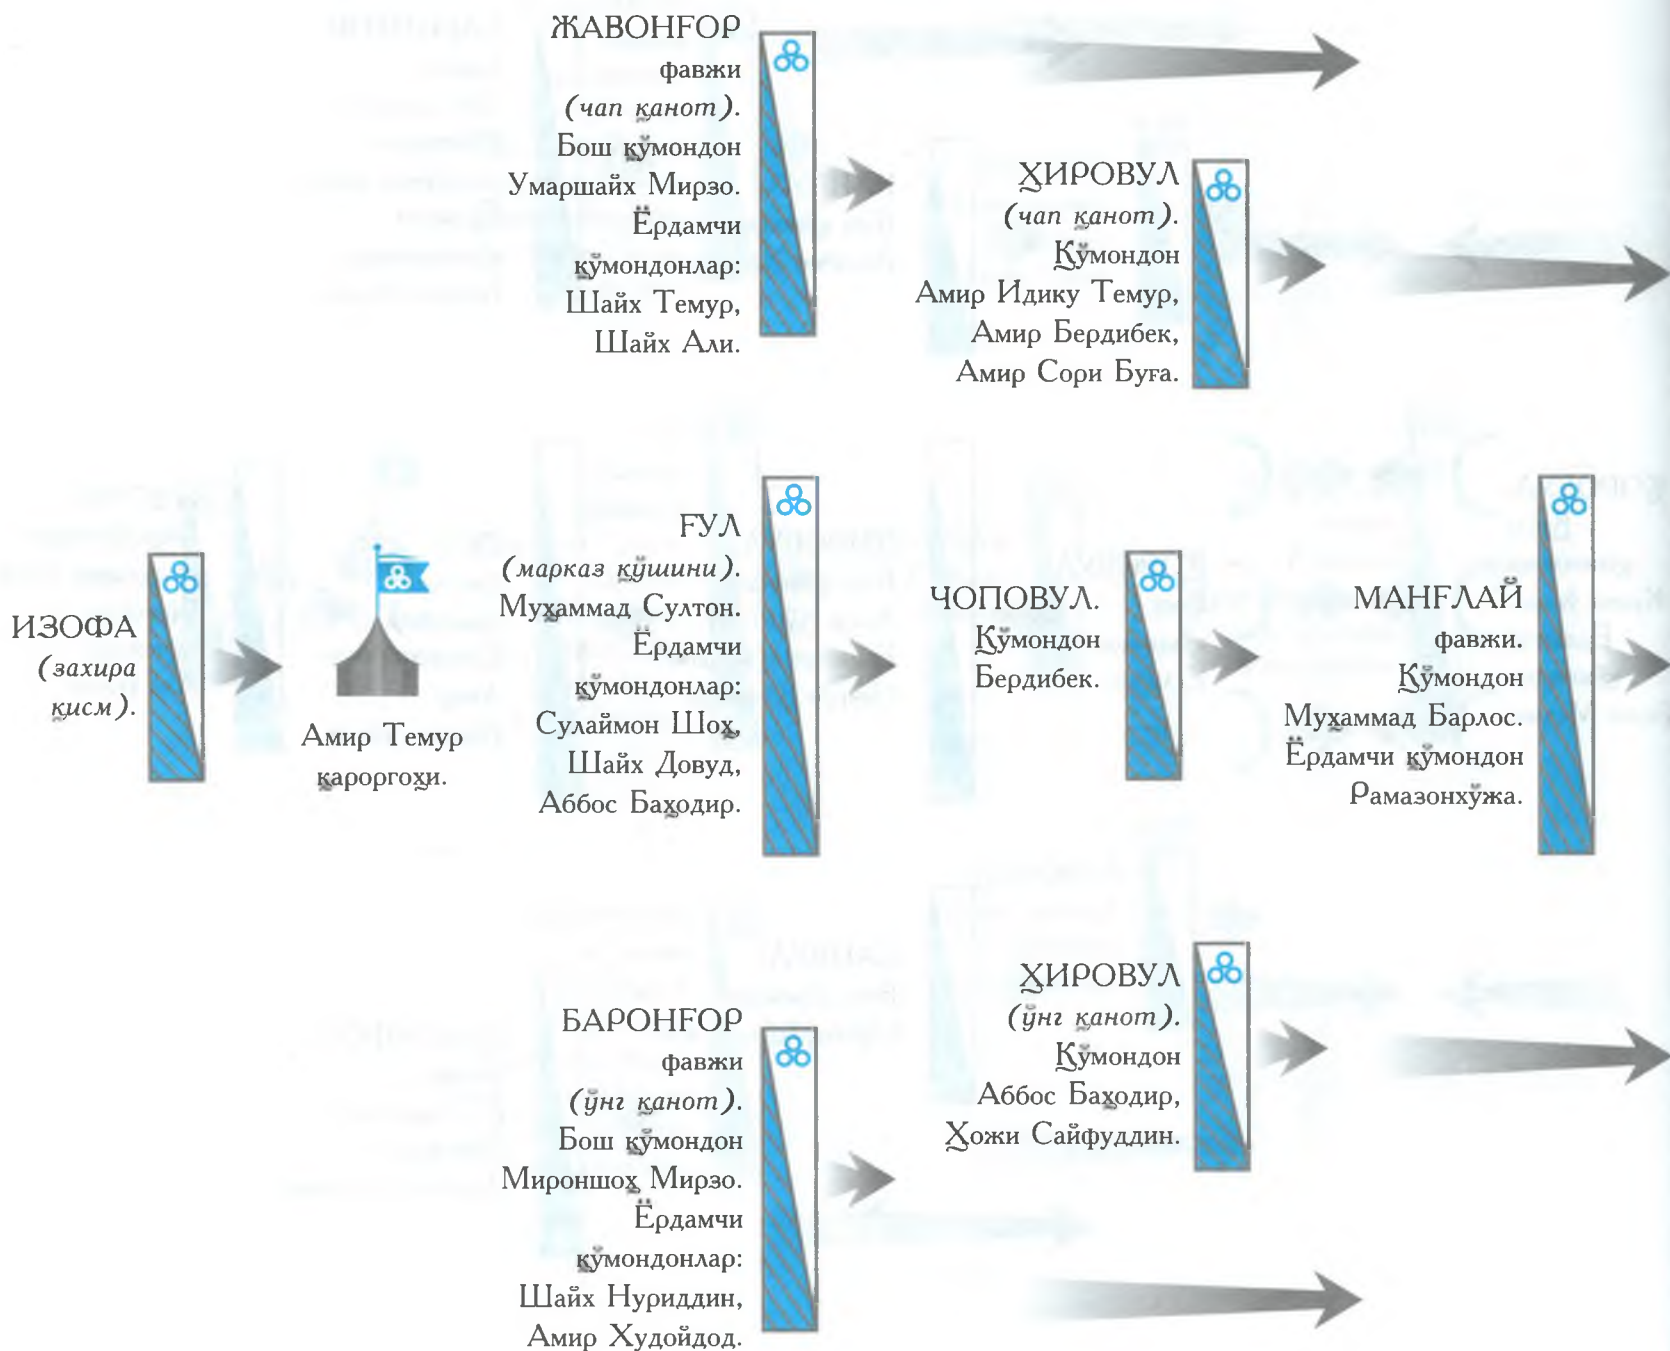 ЖАВОНҒОР
фавжи
(чап қанот).
Бош қўмондон
Умаршайх Мирзо.
Ёрдамчи
қўмондонлар:
Шайх Темур,
Шайх Али.
ҲИРОВУЛ
(чап қанот).
Қўмондон
Амир Идику Темур,
Амир Бердибек,
Амир Сори Буға.
ИЗОФА
(захира
қисм).
Амир Темур
қароргоҳи.
ҒУЛ
(марказ қўшини).
Муҳаммад Султон.
Ёрдамчи
қўмондонлар:
Сулаймон Шоҳ,
Шайх Довуд,
Аббос Баҳодир.
ЧОПОВУЛ.
Қўмондон
Бердибек.
МАНҒЛАЙ
фавжи.
Қўмондон
Муҳаммад Барлос.
Ёрдамчи қўмондон
Рамазонхўжа.
БАРОНҒОР
фавжи
(ўнг қанот).
Бош қўмондон
Мироншоҳ Мирзо.
Ёрдамчи
қўмондонлар:
Шайх Нуриддин,
Амир Худойдод.
ҲИРОВУЛ
(ўнг қанот).
Қўмондон
Аббос Баҳодир,
Ҳожи Сайфуддин.